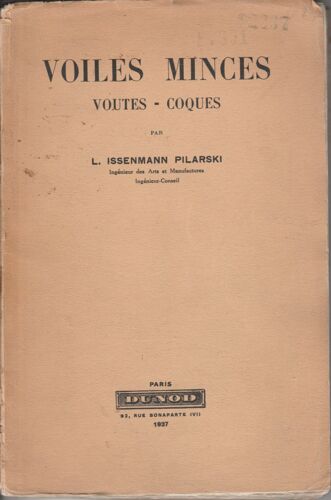 VOILES MINCES
VOUTES - COQUES
PAR
L. ISSENMANN PILARSKI
Ingénieur des Arts et Manufactures
Ingénieur-Conseil
PARIS
DUNOD
92, RUE BONAPARTE (VI)
1937